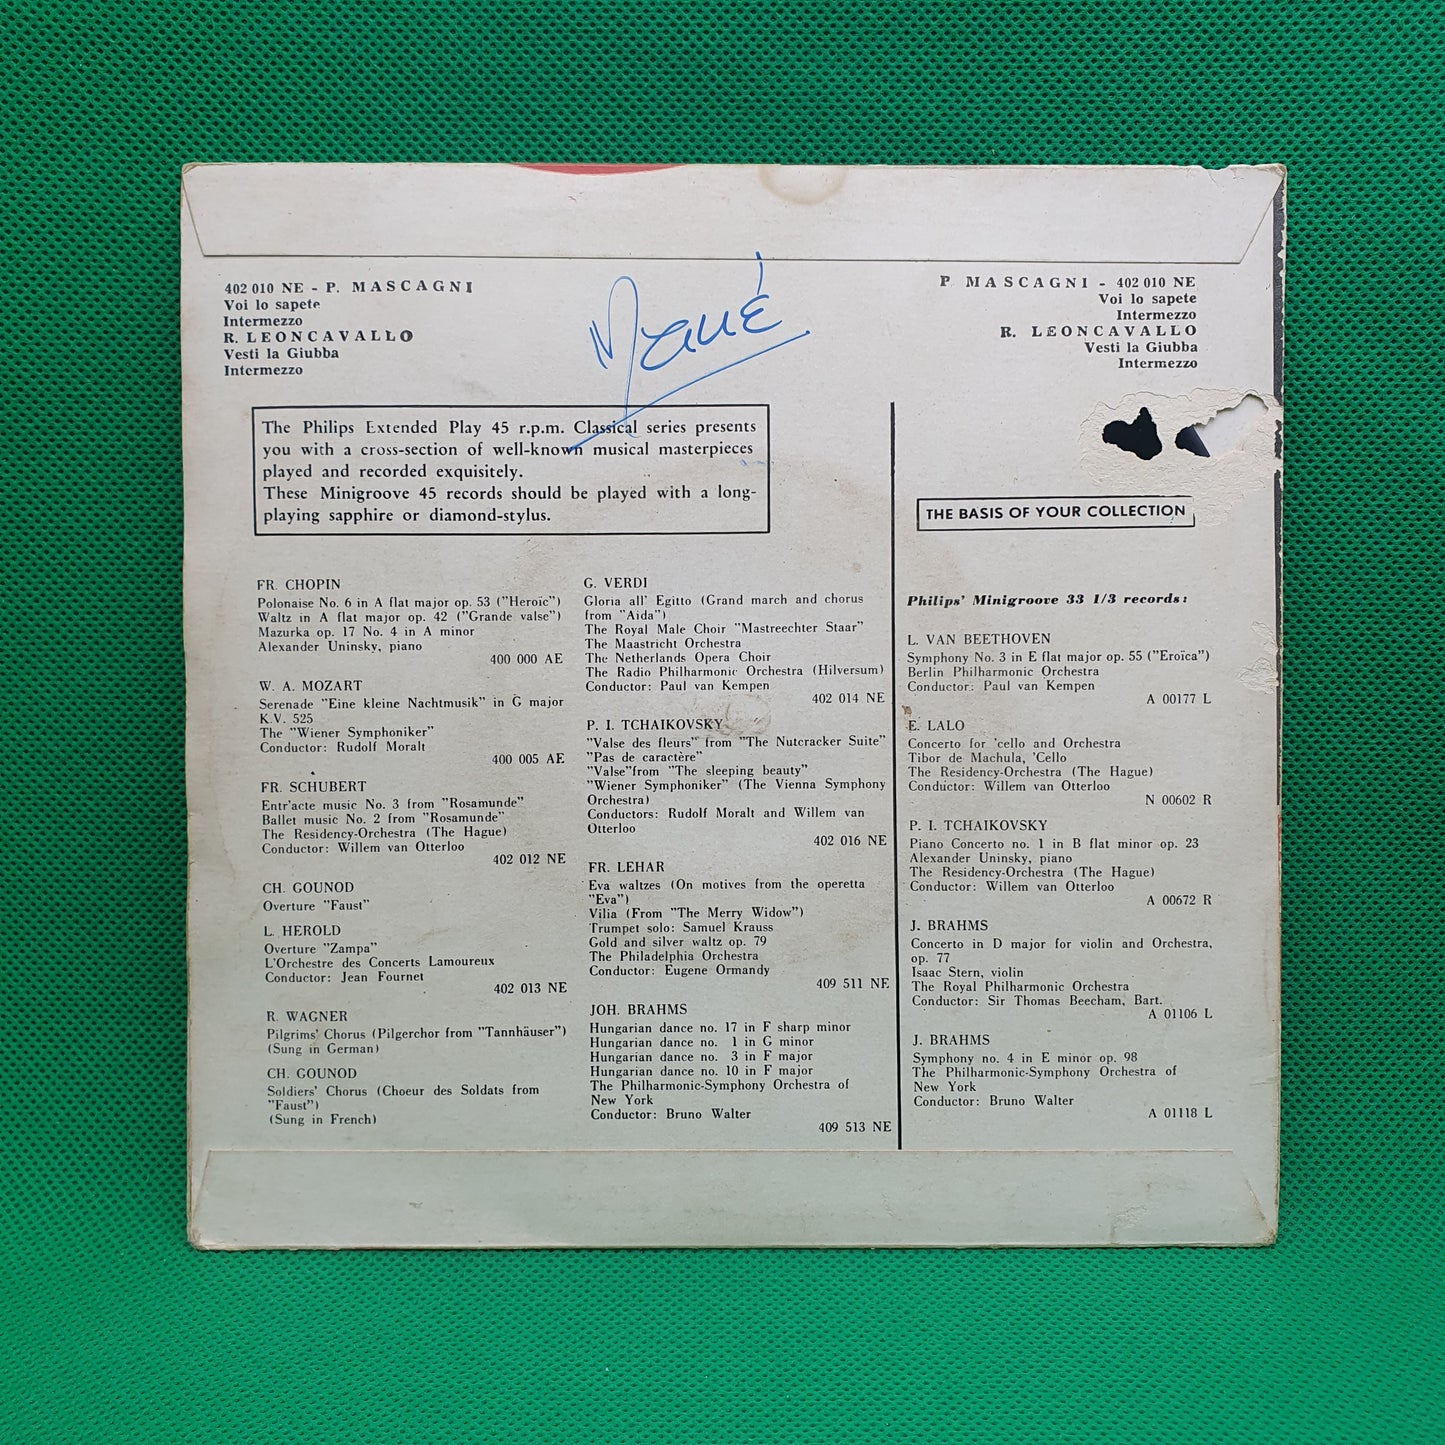 402 010 NE - P. MASCAGNI
Voi lo sapete
Intermezzo
R. LEONCAVALLO
Vesti la Giubba
Intermezzo
P MASCAGNI - 402 010 NE
Voi lo sapete
Intermezzo
R. LEONCAVALLO
Vesti la Giubba
Intermezzo
The Philips Extended Play 45 r.p.m. Classical series presents
you with a cross-section of well-known musical masterpieces
played and recorded exquisitely.
These Minigroove 45 records should be played with a long-
playing sapphire or diamond-stylus.
FR. CHOPIN
Polonaise No. 6 in A flat major op. 53 ("Heroïc")
Waltz in A flat major op. 42 ("Grande valse")
Mazurka op. 17 No. 4 in A minor
Alexander Uninsky, piano
400 000 AE
W. A. MOZART
Serenade "Eine kleine Nachtmusik" in G major
K.V. 525
The "Wiener Symphoniker"
Conductor: Rudolf Moralt
400 005 AE
FR. SCHUBERT
Entr'acte music No. 3 from "Rosamunde"
Ballet music No. 2 from "Rosamunde"
The Residency-Orchestra (The Hague)
Conductor: Willem van Otterloo
402 012 NE
CH. GOUNOD
Overture "Faust"
L. HEROLD
Overture "Zampa"
L'Orchestre des Concerts Lamoureux
Conductor: Jean Fournet
402 013 NE
R. WAGNER
Pilgrims' Chorus (Pilgerchor from "Tannhäuser")
(Sung in German)
CH. GOUNOD
Soldiers' Chorus (Choeur des Soldats from
"Faust")
(Sung in French)
G. VERDI
Gloria all' Egitto (Grand march and chorus
from "Aida")
The Royal Male Choir "Mastreechter Staar"
The Maastricht Orchestra
The Netherlands Opera Choir
The Radio Philharmonic Orchestra (Hilversum)
Conductor: Paul van Kempen
402 014 NE
P. I. TCHAIKOVSKY
"Valse des fleurs" from "The Nutcracker Suite"
"Pas de caractère"
"Valse"from "The sleeping beauty"
"Wiener Symphoniker" (The Vienna Symphony
Orchestra)
Conductors: Rudolf Moralt and Willem van
Otterloo
402 016 NE
FR. LEHAR
Eva waltzes (On motives from the operetta
"Eva")
Vilia (From "The Merry Widow")
Trumpet solo: Samuel Krauss
Gold and silver waltz op. 79
The Philadelphia Orchestra
Conductor: Eugene Ormandy
409 511 NE
JOH. BRAHMS
Hungarian dance no. 17 in F sharp minor
Hungarian dance no. 1 in G minor
Hungarian dance no. 3 in F major
Hungarian dance no. 10 in F major
The Philharmonic-Symphony Orchestra of
New York
Conductor: Bruno Walter
409 513 NE
THE BASIS OF YOUR COLLECTION
Philips' Minigroove 33 1/3 records:
L. VAN BEETHOVEN
Symphony No. 3 in E flat major op. 55 ("Eroïca")
Berlin Philharmonic Orchestra
Conductor: Paul van Kempen
A 00177 L
E. LALO
Concerto for 'cello and Orchestra
Tibor de Machula, 'Cello
The Residency-Orchestra (The Hague)
Conductor: Willem van Otterloo
N 00602 R
P. I. TCHAIKOVSKY
Piano Concerto no. 1 in B flat minor op. 23
Alexander Uninsky, piano
The Residency-Orchestra (The Hague)
Conductor: Willem van Otterloo
A 00672 R
J. BRAHMS
Concerto in D major for violin and Orchestra,
op. 77
Isaac Stern, violin
The Royal Philharmonic Orchestra
Conductor: Sir Thomas Beecham, Bart.
A 01106 L
J. BRAHMS
Symphony no. 4 in E minor op. 98
The Philharmonic-Symphony Orchestra of
New York
Conductor: Bruno Walter
A 01118 L